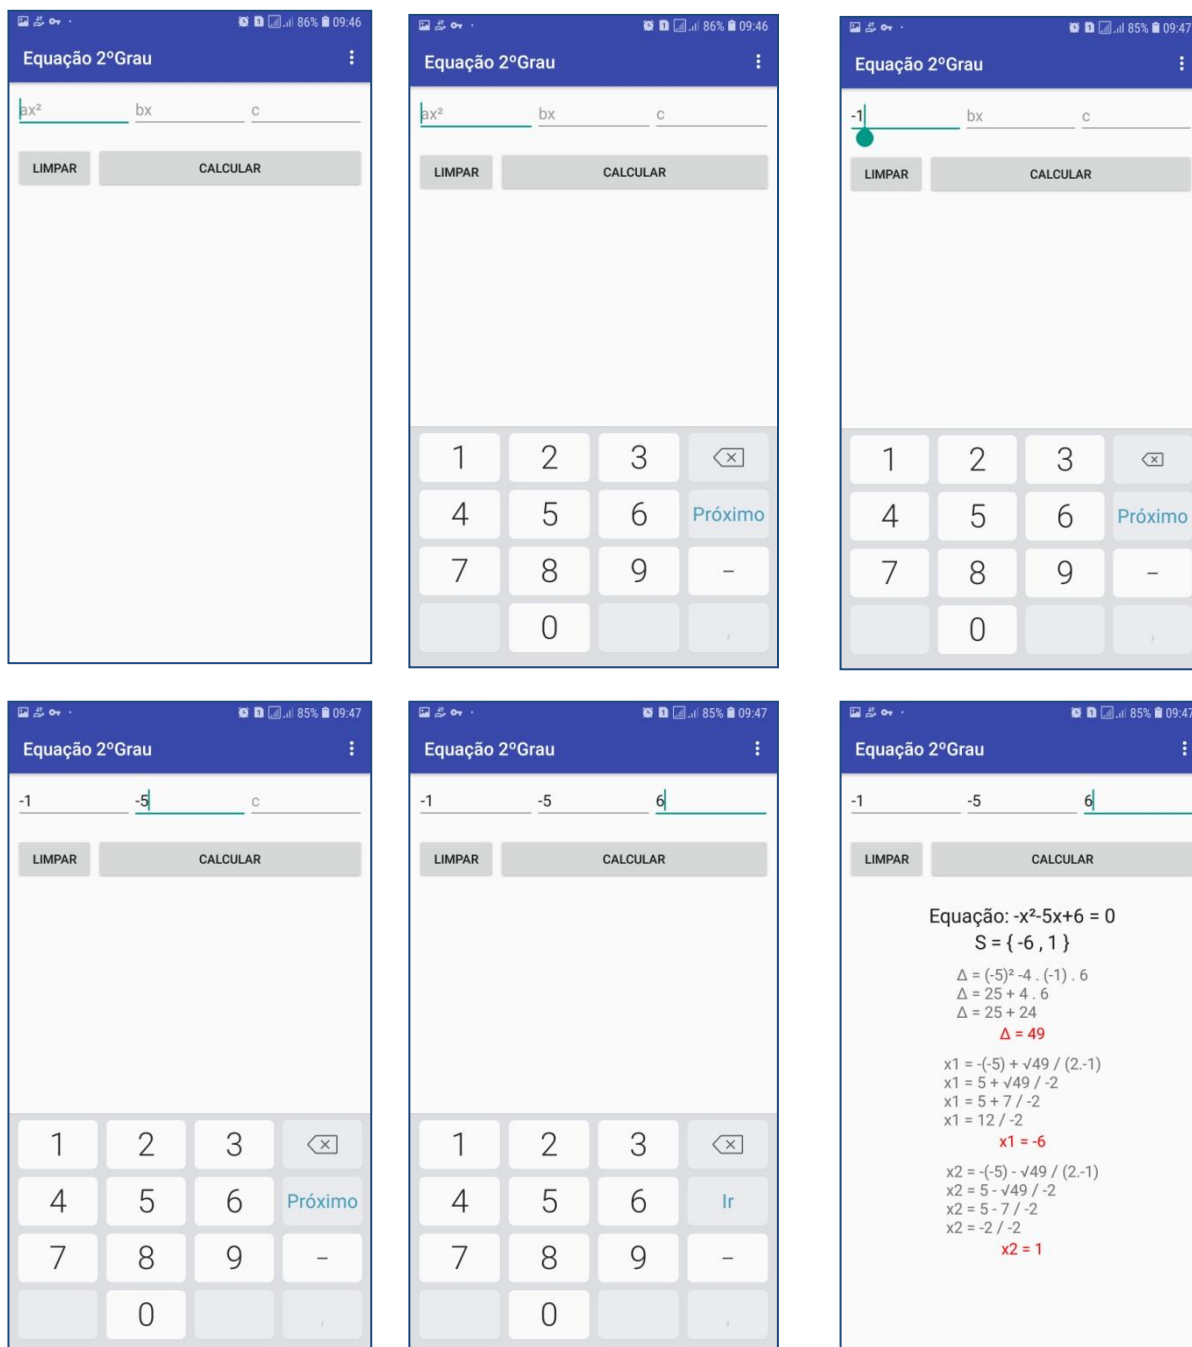 86% 09:46
Equação 2ºGrau
ax² bx c
LIMPAR CALCULAR
86% 09:46
Equação 2ºGrau
ax² bx c
LIMPAR CALCULAR
1 2 3
4 5 6 Próximo
7 8 9 -
0 ,
85% 09:47
Equação 2ºGrau
-1 bx c
LIMPAR CALCULAR
1 2 3
4 5 6 Próximo
7 8 9 -
0 ,
85% 09:47
Equação 2ºGrau
-1 -5 c
LIMPAR CALCULAR
1 2 3
4 5 6 Próximo
7 8 9 -
0 ,
85% 09:47
Equação 2ºGrau
-1 -5 6
LIMPAR CALCULAR
1 2 3
4 5 6 Ir
7 8 9 -
0 ,
85% 09:47
Equação 2ºGrau
-1 -5 6
LIMPAR CALCULAR
Equação: -x²-5x+6 = 0
S = { -6 , 1 }
Δ = (-5)² -4 . (-1) . 6
Δ = 25 + 4 . 6
Δ = 25 + 24
Δ = 49
x1 = -(-5) + √49 / (2.-1)
x1 = 5 + √49 / -2
x1 = 5 + 7 / -2
x1 = 12 / -2
x1 = -6
x2 = -(-5) - √49 / (2.-1)
x2 = 5 - √49 / -2
x2 = 5 - 7 / -2
x2 = -2 / -2
x2 = 1